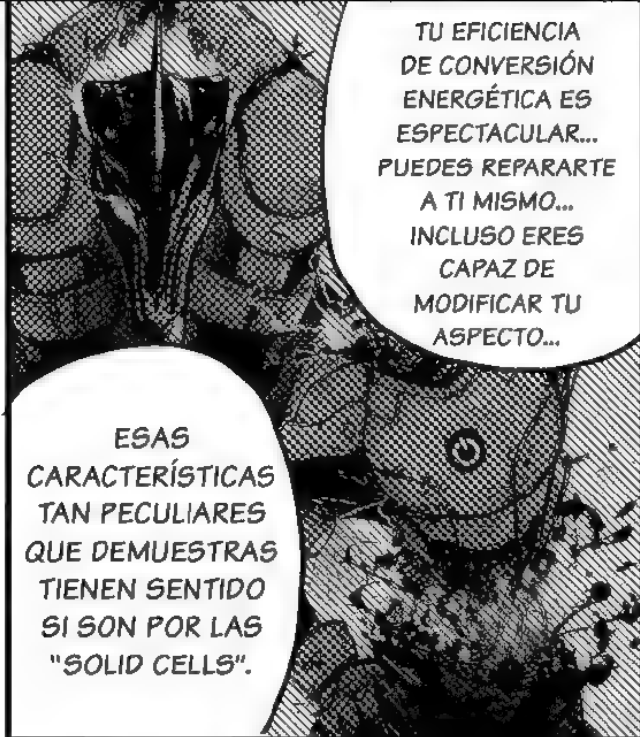 TU EFICIENCIA
DE CONVERSIÓN
ENERGÉTICA ES
ESPECTACULAR...
PUEDES REPARARTE
A TI MISMO...
INCLUSO ERES
CAPAZ DE
MODIFICAR TU
ASPECTO...
ESAS
CARACTERÍSTICAS
TAN PECULIARES
QUE DEMUESTRAS
TIENEN SENTIDO
SI SON POR LAS
"SOLID CELLS".